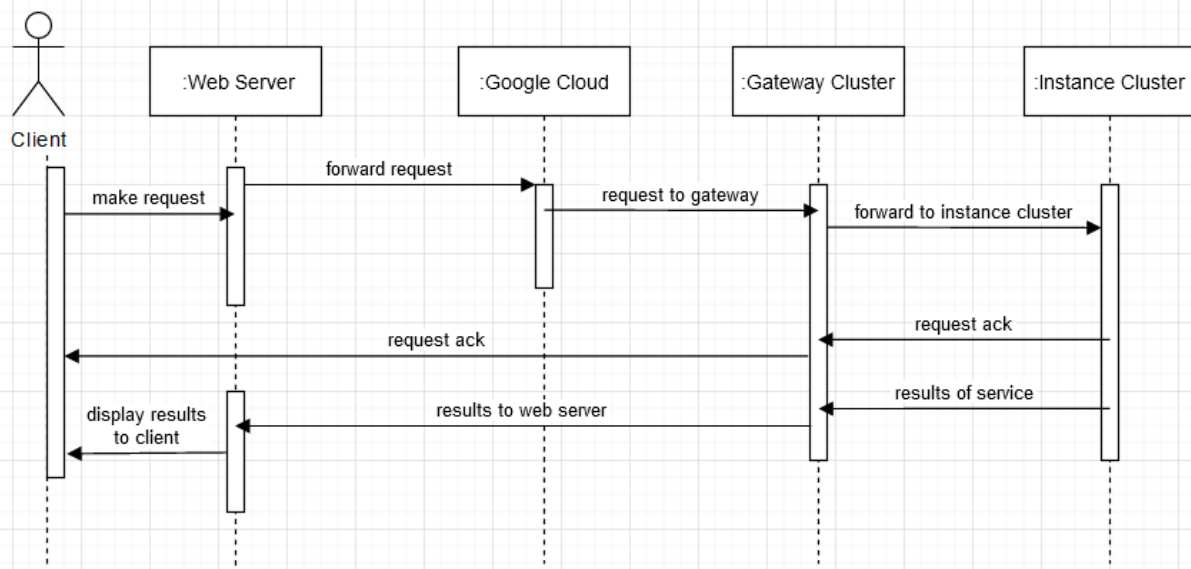 :Web Server
:Google Cloud
:Gateway Cluster
:Instance Cluster
Client
forward request
make request
request to gateway
forward to instance cluster
request ack
request ack
results of service
display results
to client
results to web server